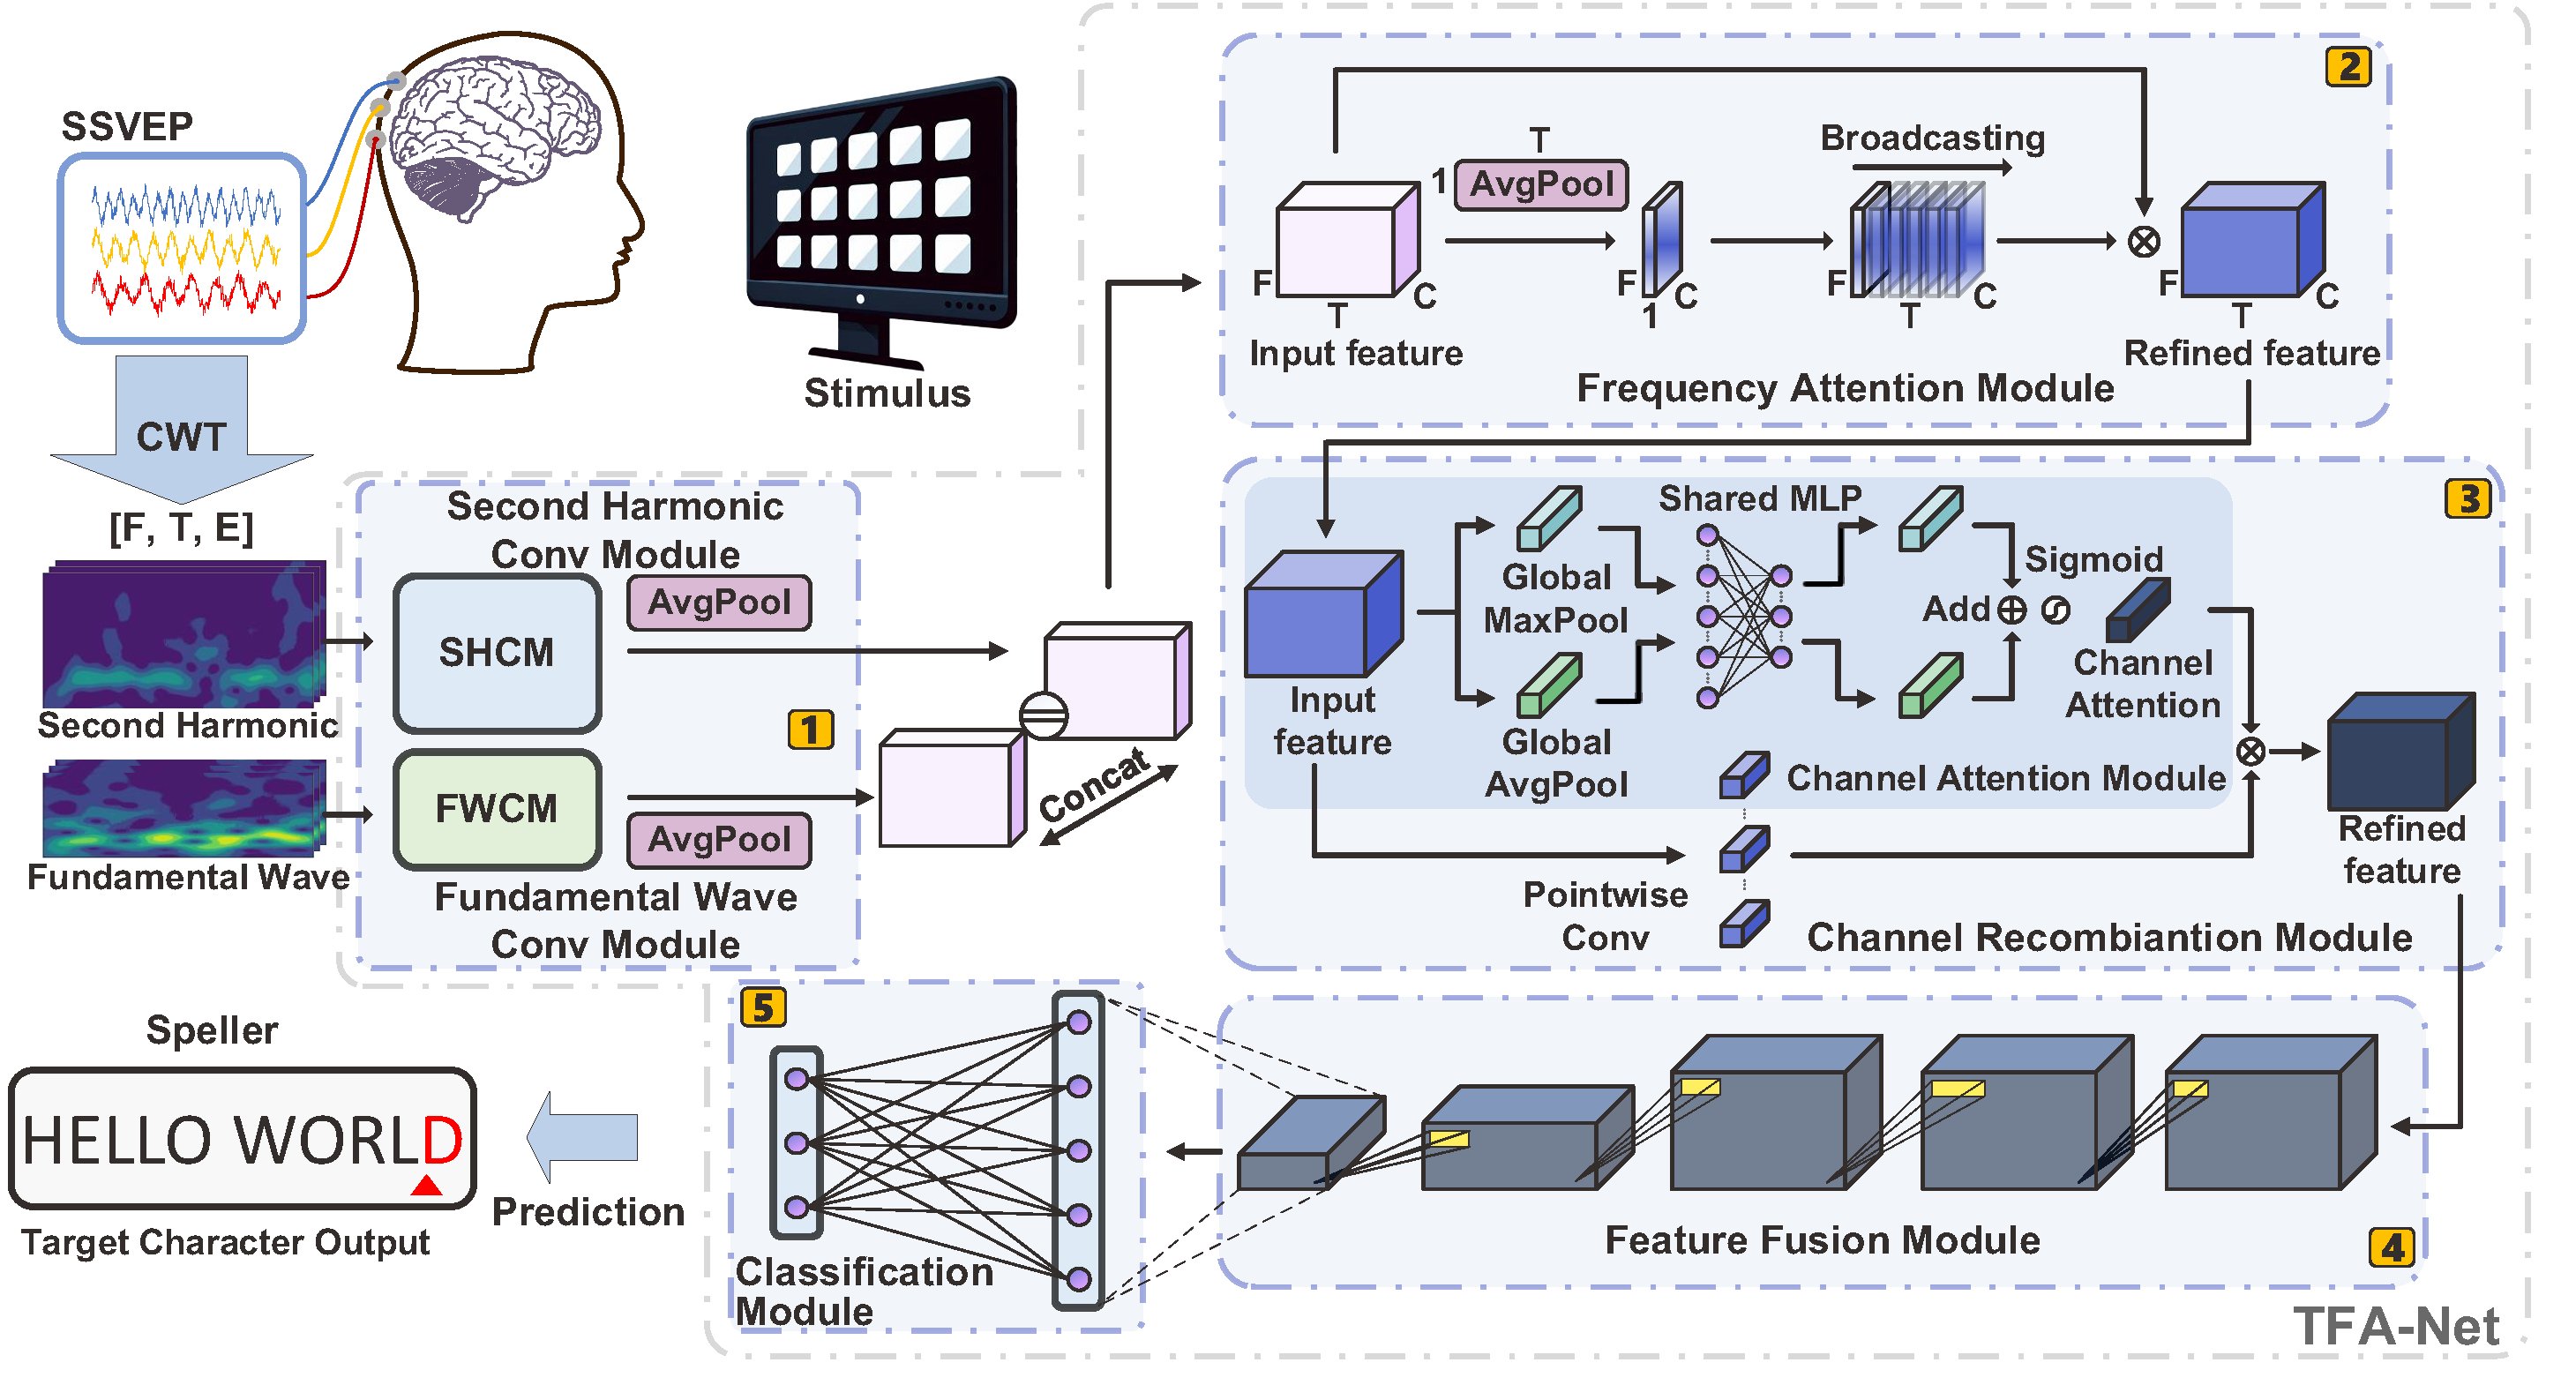 SSVEP
CWT
[F, T, E]
Second Harmonic
Fundamental Wave
Stimulus
Second Harmonic
Conv Module
SHCM
AvgPool
1
FWCM
AvgPool
Fundamental Wave
Conv Module
Concat
2
T
1
AvgPool
Broadcasting
F
T
C
Input feature
F
1
C
F
T
C
F
T
C
Refined feature
Frequency Attention Module
3
Input
feature
Global
MaxPool
Global
AvgPool
Shared MLP
Add
Sigmoid
Channel
Attention
Channel Attention Module
Pointwise
Conv
Refined
feature
Channel Recombiantion Module
Feature Fusion Module
4
5
Classification
Module
Prediction
Speller
HELLO WORLD
Target Character Output
TFA-Net